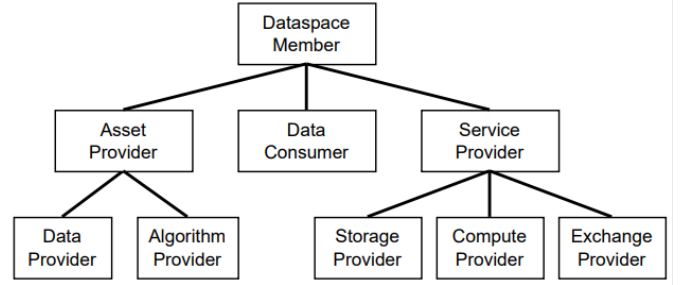 Dataspace
Member
Asset
Provider
Data
Consumer
Service
Provider
Data
Provider
Algorithm
Provider
Storage
Provider
Compute
Provider
Exchange
Provider